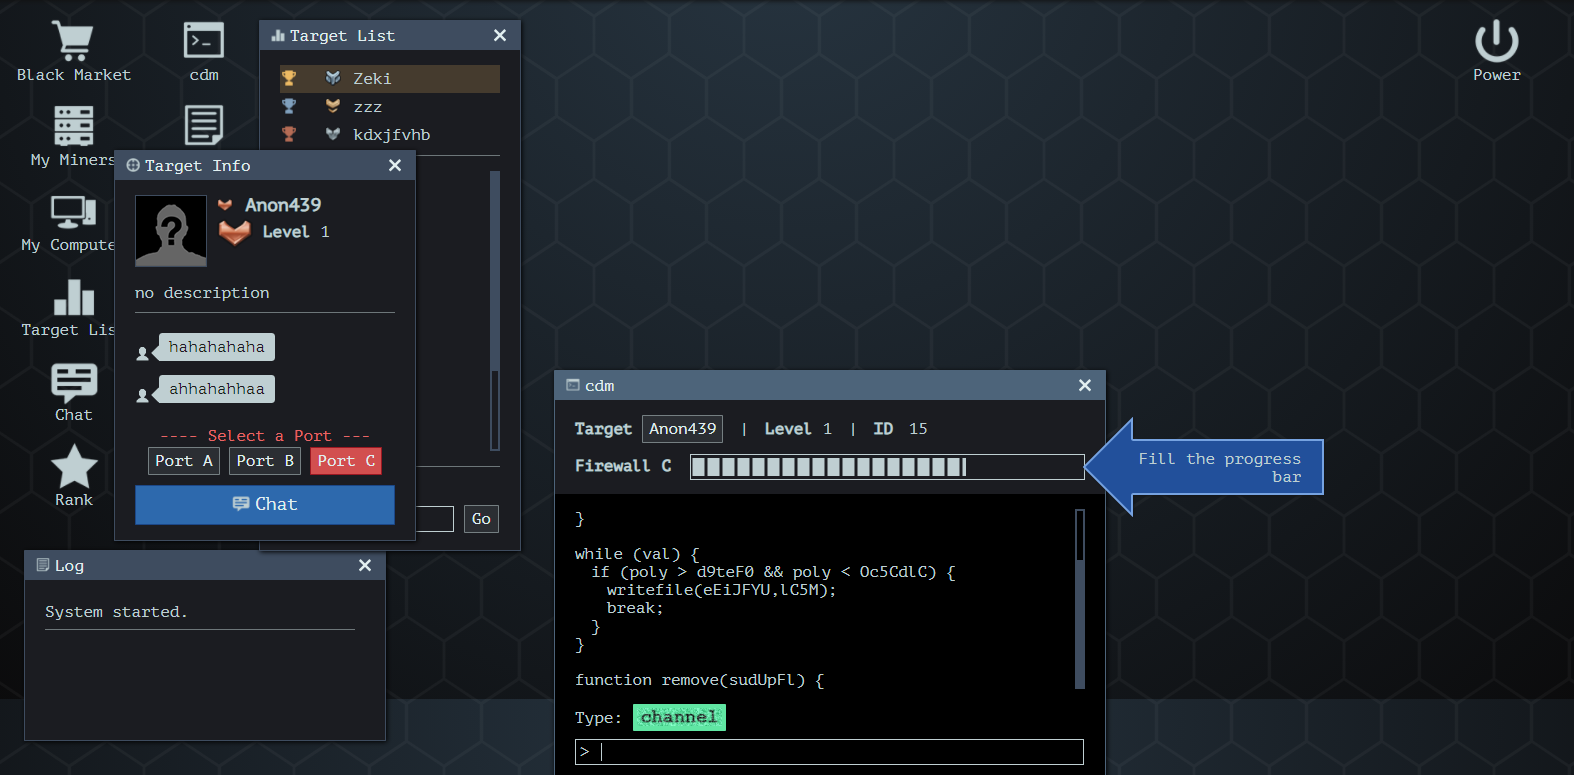 Black Market
cdm
My Miners
My Compute
Target Lis
Chat
Rank
Power
Target List
Zeki
zzz
kdxjfvhb
Go
Target Info
Anon439
Level 1
no description
hahahahaha
ahhahahhaa
---- Select a Port ---
Port A Port B Port C
Chat
Log
System started.
cdm
Target Anon439 | Level 1 | ID 15
Firewall C
Fill the progress
bar
}
while (val) {
if (poly > d9teF0 && poly < Oc5CdlC) {
writefile(eEiJFYU,lC5M);
break;
}
}
function remove(sudUpFl) {
Type: channel
>